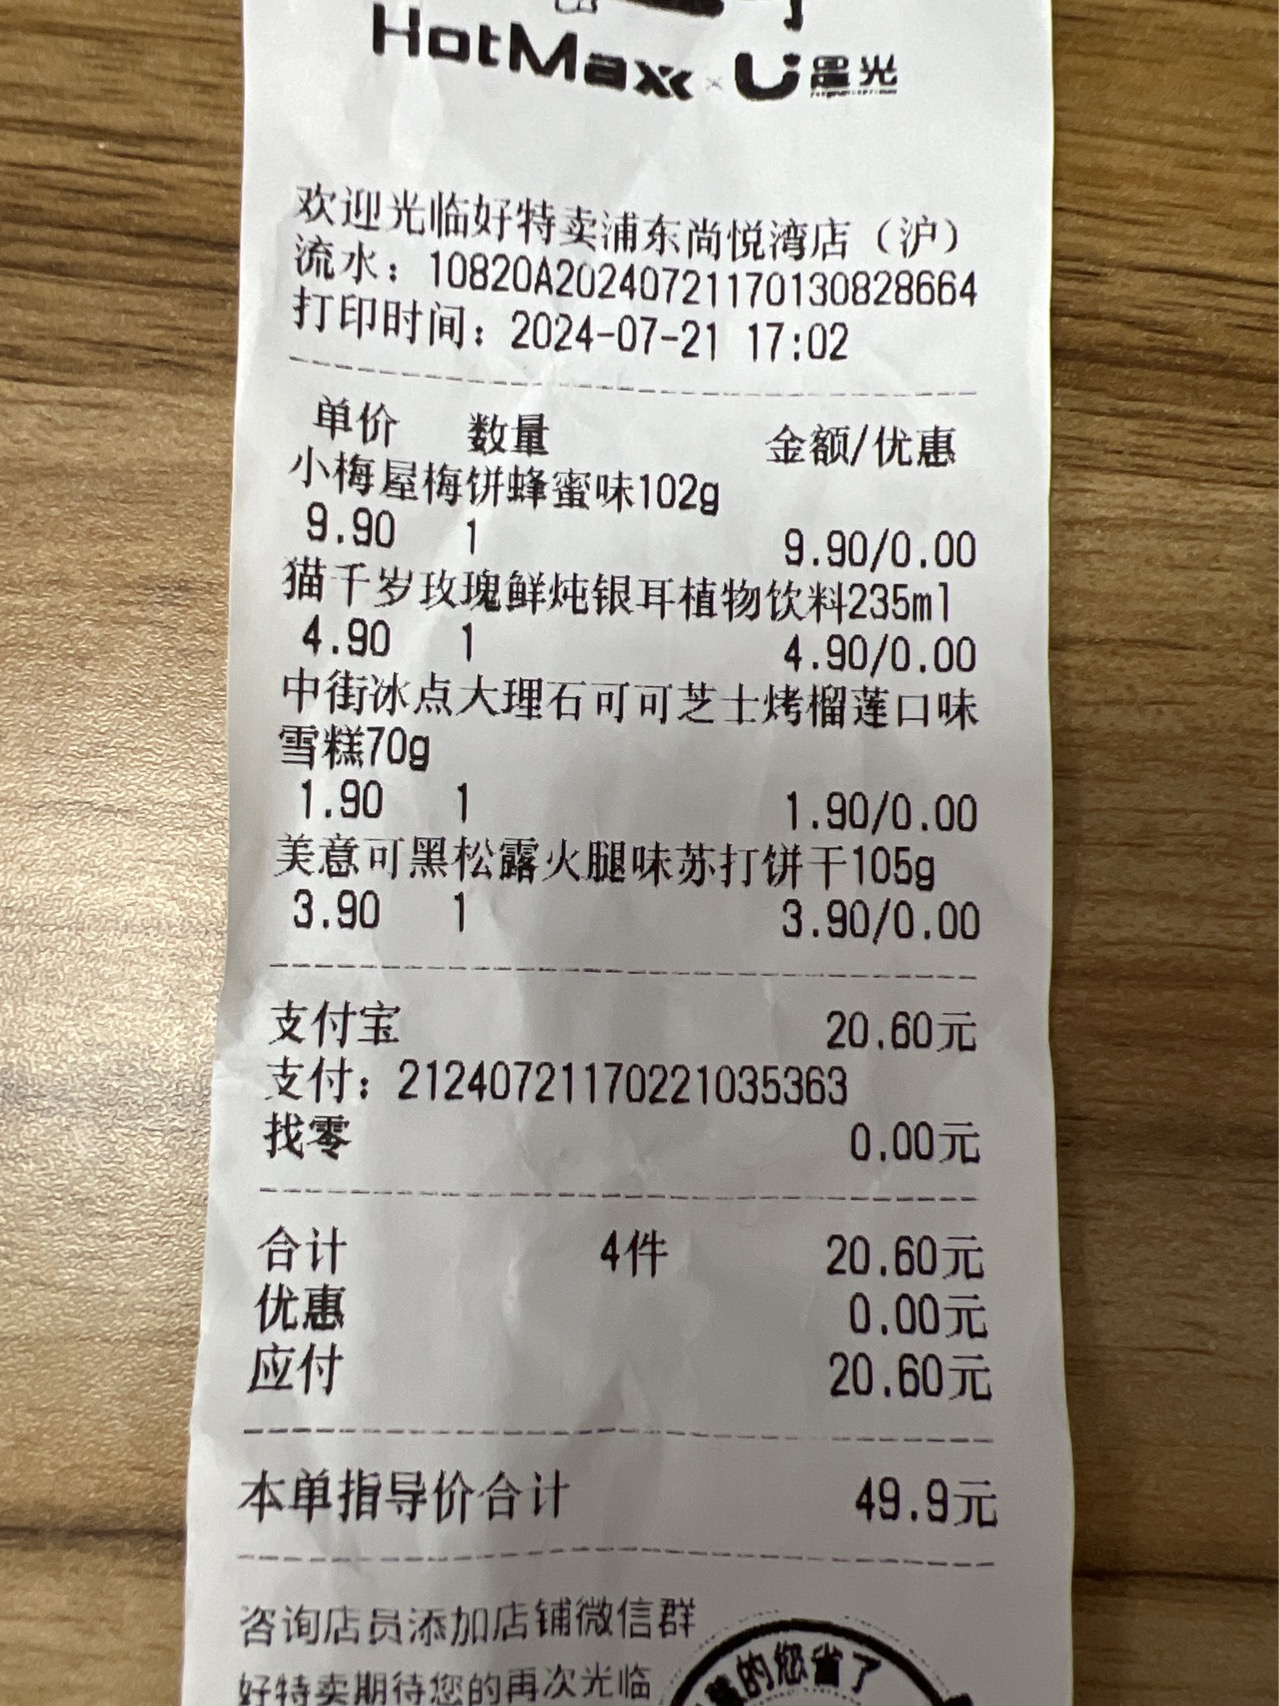 HotMaxx × U 星光
欢迎光临好特卖浦东尚悦湾店（沪）
流水：10820A20240721170130828664
打印时间：2024-07-21 17:02
单价 数量 金额/优惠
小梅屋梅饼蜂蜜味102g
9.90 1 9.90/0.00
猫千岁玫瑰鲜炖银耳植物饮料235ml
4.90 1 4.90/0.00
中街冰点大理石可可芝士烤榴莲口味
雪糕70g
1.90 1 1.90/0.00
美意可黑松露火腿味苏打饼干105g
3.90 1 3.90/0.00
支付宝 20.60元
支付：21240721170221035363
找零 0.00元
合计 4件 20.60元
优惠 0.00元
应付 20.60元
本单指导价合计 49.9元
咨询店员添加店铺微信群
好特卖期待您的再次光临
的您省了